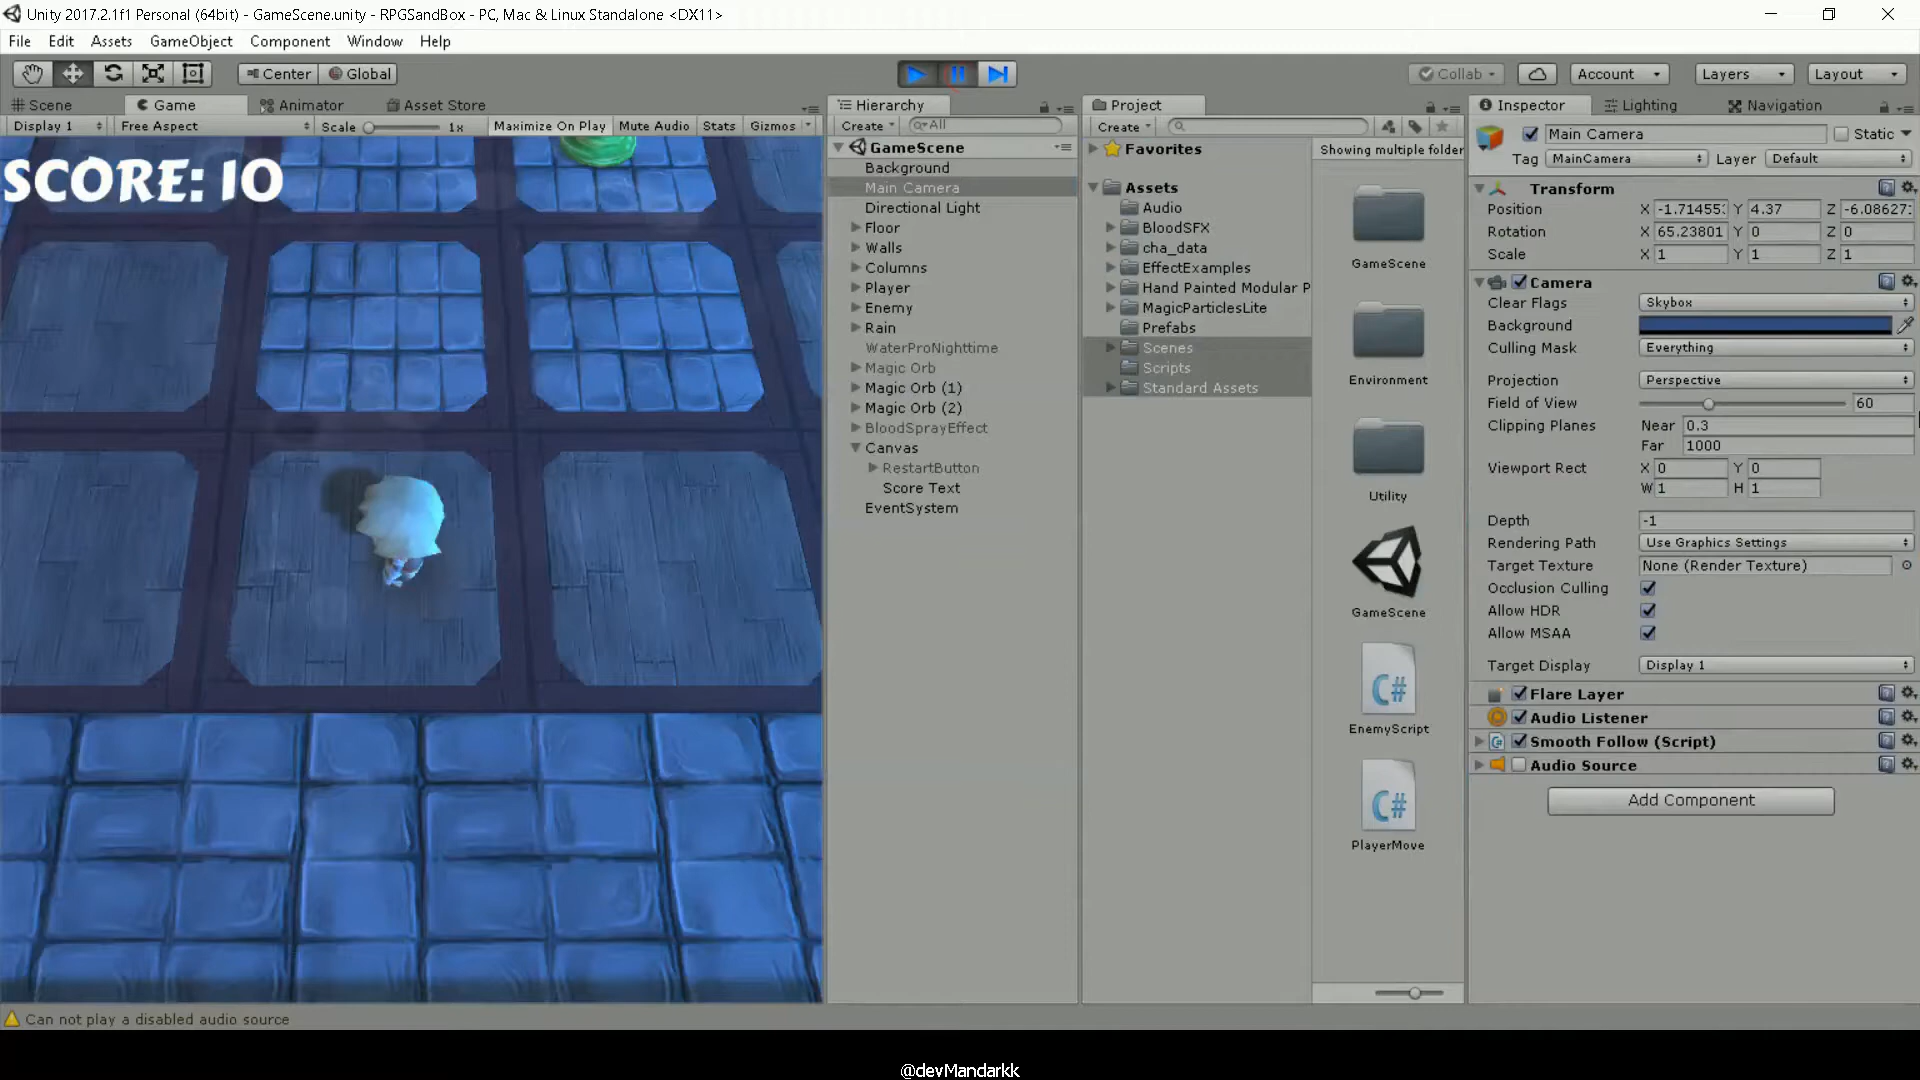 Unity 2017.2.1f1 Personal (64bit) - GameScene.unity - RPGSandBox - PC, Mac & Linux Standalone <DX11>
File Edit Assets GameObject Component Window Help
Center Global Collab Account Layers Layout
Scene Game Animator Asset Store
Display 1 Free Aspect Scale 1x Maximize On Play Mute Audio Stats Gizmos
SCORE: 10
Hierarchy
Create All
GameScene
Background
Main Camera
Directional Light
Floor
Walls
Columns
Player
Enemy
Rain
WaterProNighttime
Magic Orb
Magic Orb (1)
Magic Orb (2)
BloodSprayEffect
Canvas
RestartButton
Score Text
EventSystem
Project
Create
Favorites
Assets
Audio
BloodSFX
cha_data
EffectExamples
Hand Painted Modular P
MagicParticlesLite
Prefabs
Scenes
Scripts
Standard Assets
Showing multiple folder
GameScene
Environment
Utility
GameScene
C#
EnemyScript
C#
PlayerMove
Inspector Lighting Navigation
Main Camera Static
Tag MainCamera Layer Default
Transform
Position X -1.71455: Y 4.37 Z -6.08627:
Rotation X 65.23801 Y 0 Z 0
Scale X 1 Y 1 Z 1
Camera
Clear Flags Skybox
Background
Culling Mask Everything
Projection Perspective
Field of View 60
Clipping Planes Near 0.3
Far 1000
Viewport Rect X 0 Y 0
W 1 H 1
Depth -1
Rendering Path Use Graphics Settings
Target Texture None (Render Texture)
Occlusion Culling
Allow HDR
Allow MSAA
Target Display Display 1
Flare Layer
Audio Listener
Smooth Follow (Script)
Audio Source
Add Component
Can not play a disabled audio source
@devMandarkk